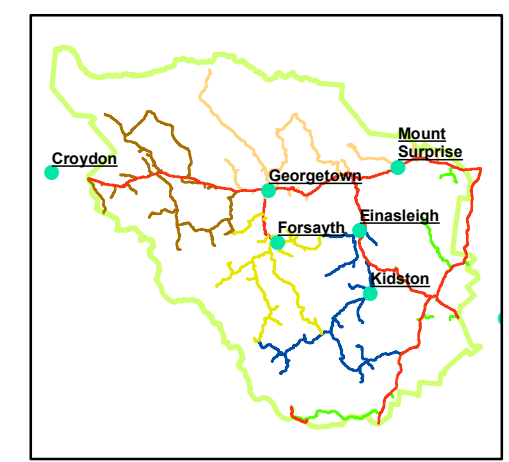 Mount
Surprise
Croydon
Georgetown
Forsayth
Einasleigh
Kidston